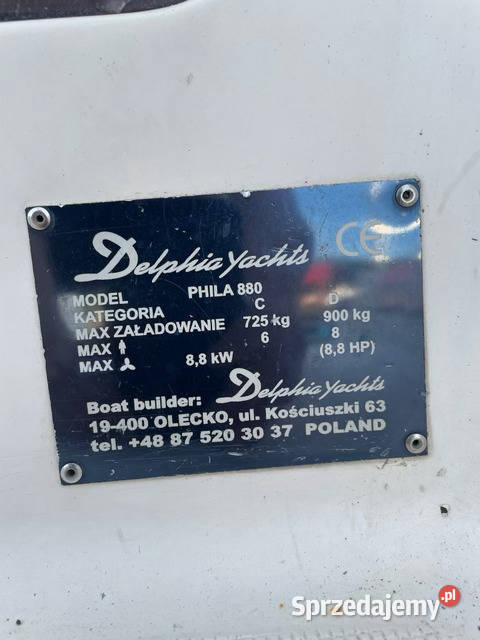 Delphia Yachts CE
MODEL PHILA 880
KATEGORIA C D
MAX ZAŁADOWANIE 725 kg 900 kg
MAX 6 8
MAX 8,8 kW (8,8 HP)
Boat builder: Delphia Yachts
19-400 OLECKO, ul. Kościuszki 63
tel. +48 87 520 30 37 POLAND
Sprzedajemy.pl